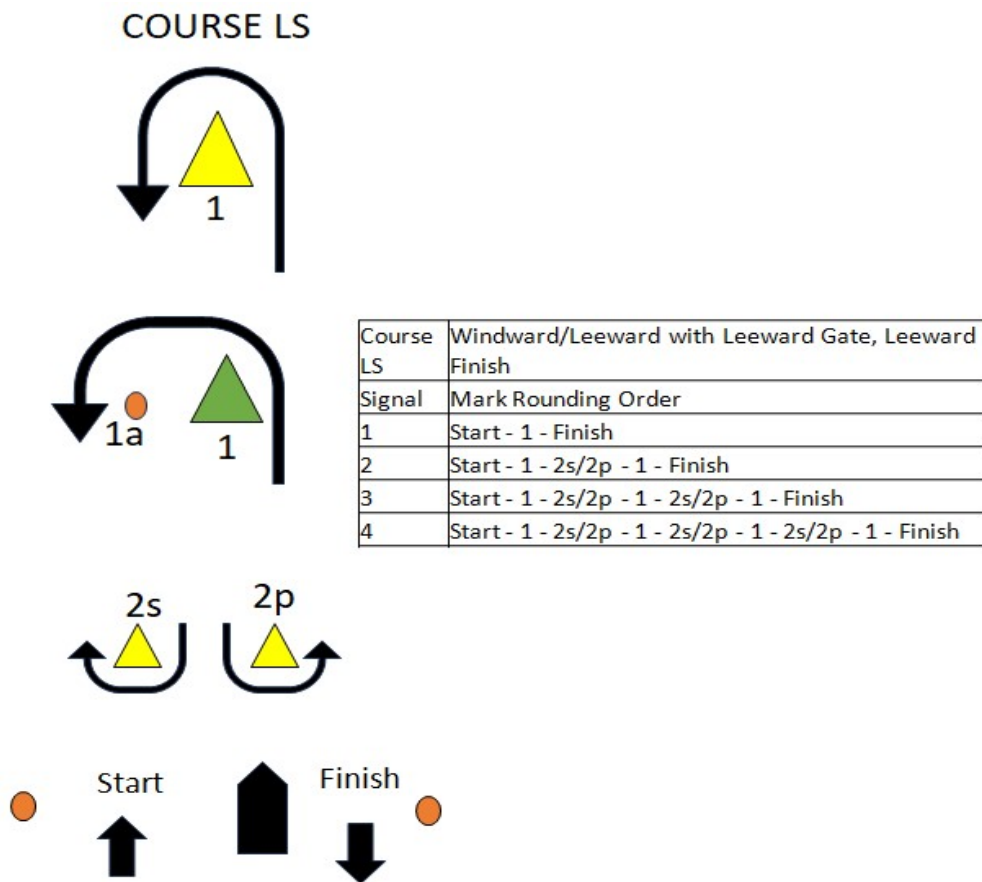 COURSE LS
1
1a
1
Course Windward/Leeward with Leeward Gate, Leeward
LS Finish
Signal Mark Rounding Order
1 Start - 1 - Finish
2 Start - 1 - 2s/2p - 1 - Finish
3 Start - 1 - 2s/2p - 1 - 2s/2p - 1 - Finish
4 Start - 1 - 2s/2p - 1 - 2s/2p - 1 - 2s/2p - 1 - Finish
2s 2p
Start Finish